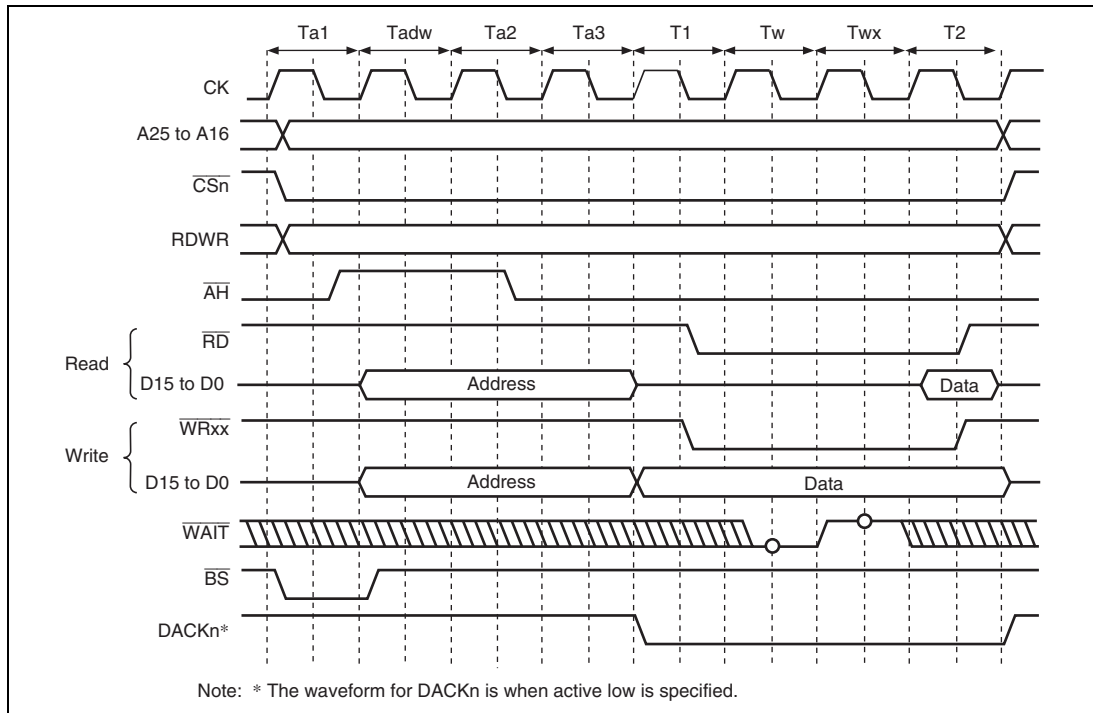 Ta1 Tadw Ta2 Ta3 T1 Tw Twx T2
CK
A25 to A16
CSn
RDWR
AH
RD
Read
D15 to D0 Address Data
WRxx
Write
D15 to D0 Address Data
WAIT
BS
DACKn*
Note: * The waveform for DACKn is when active low is specified.